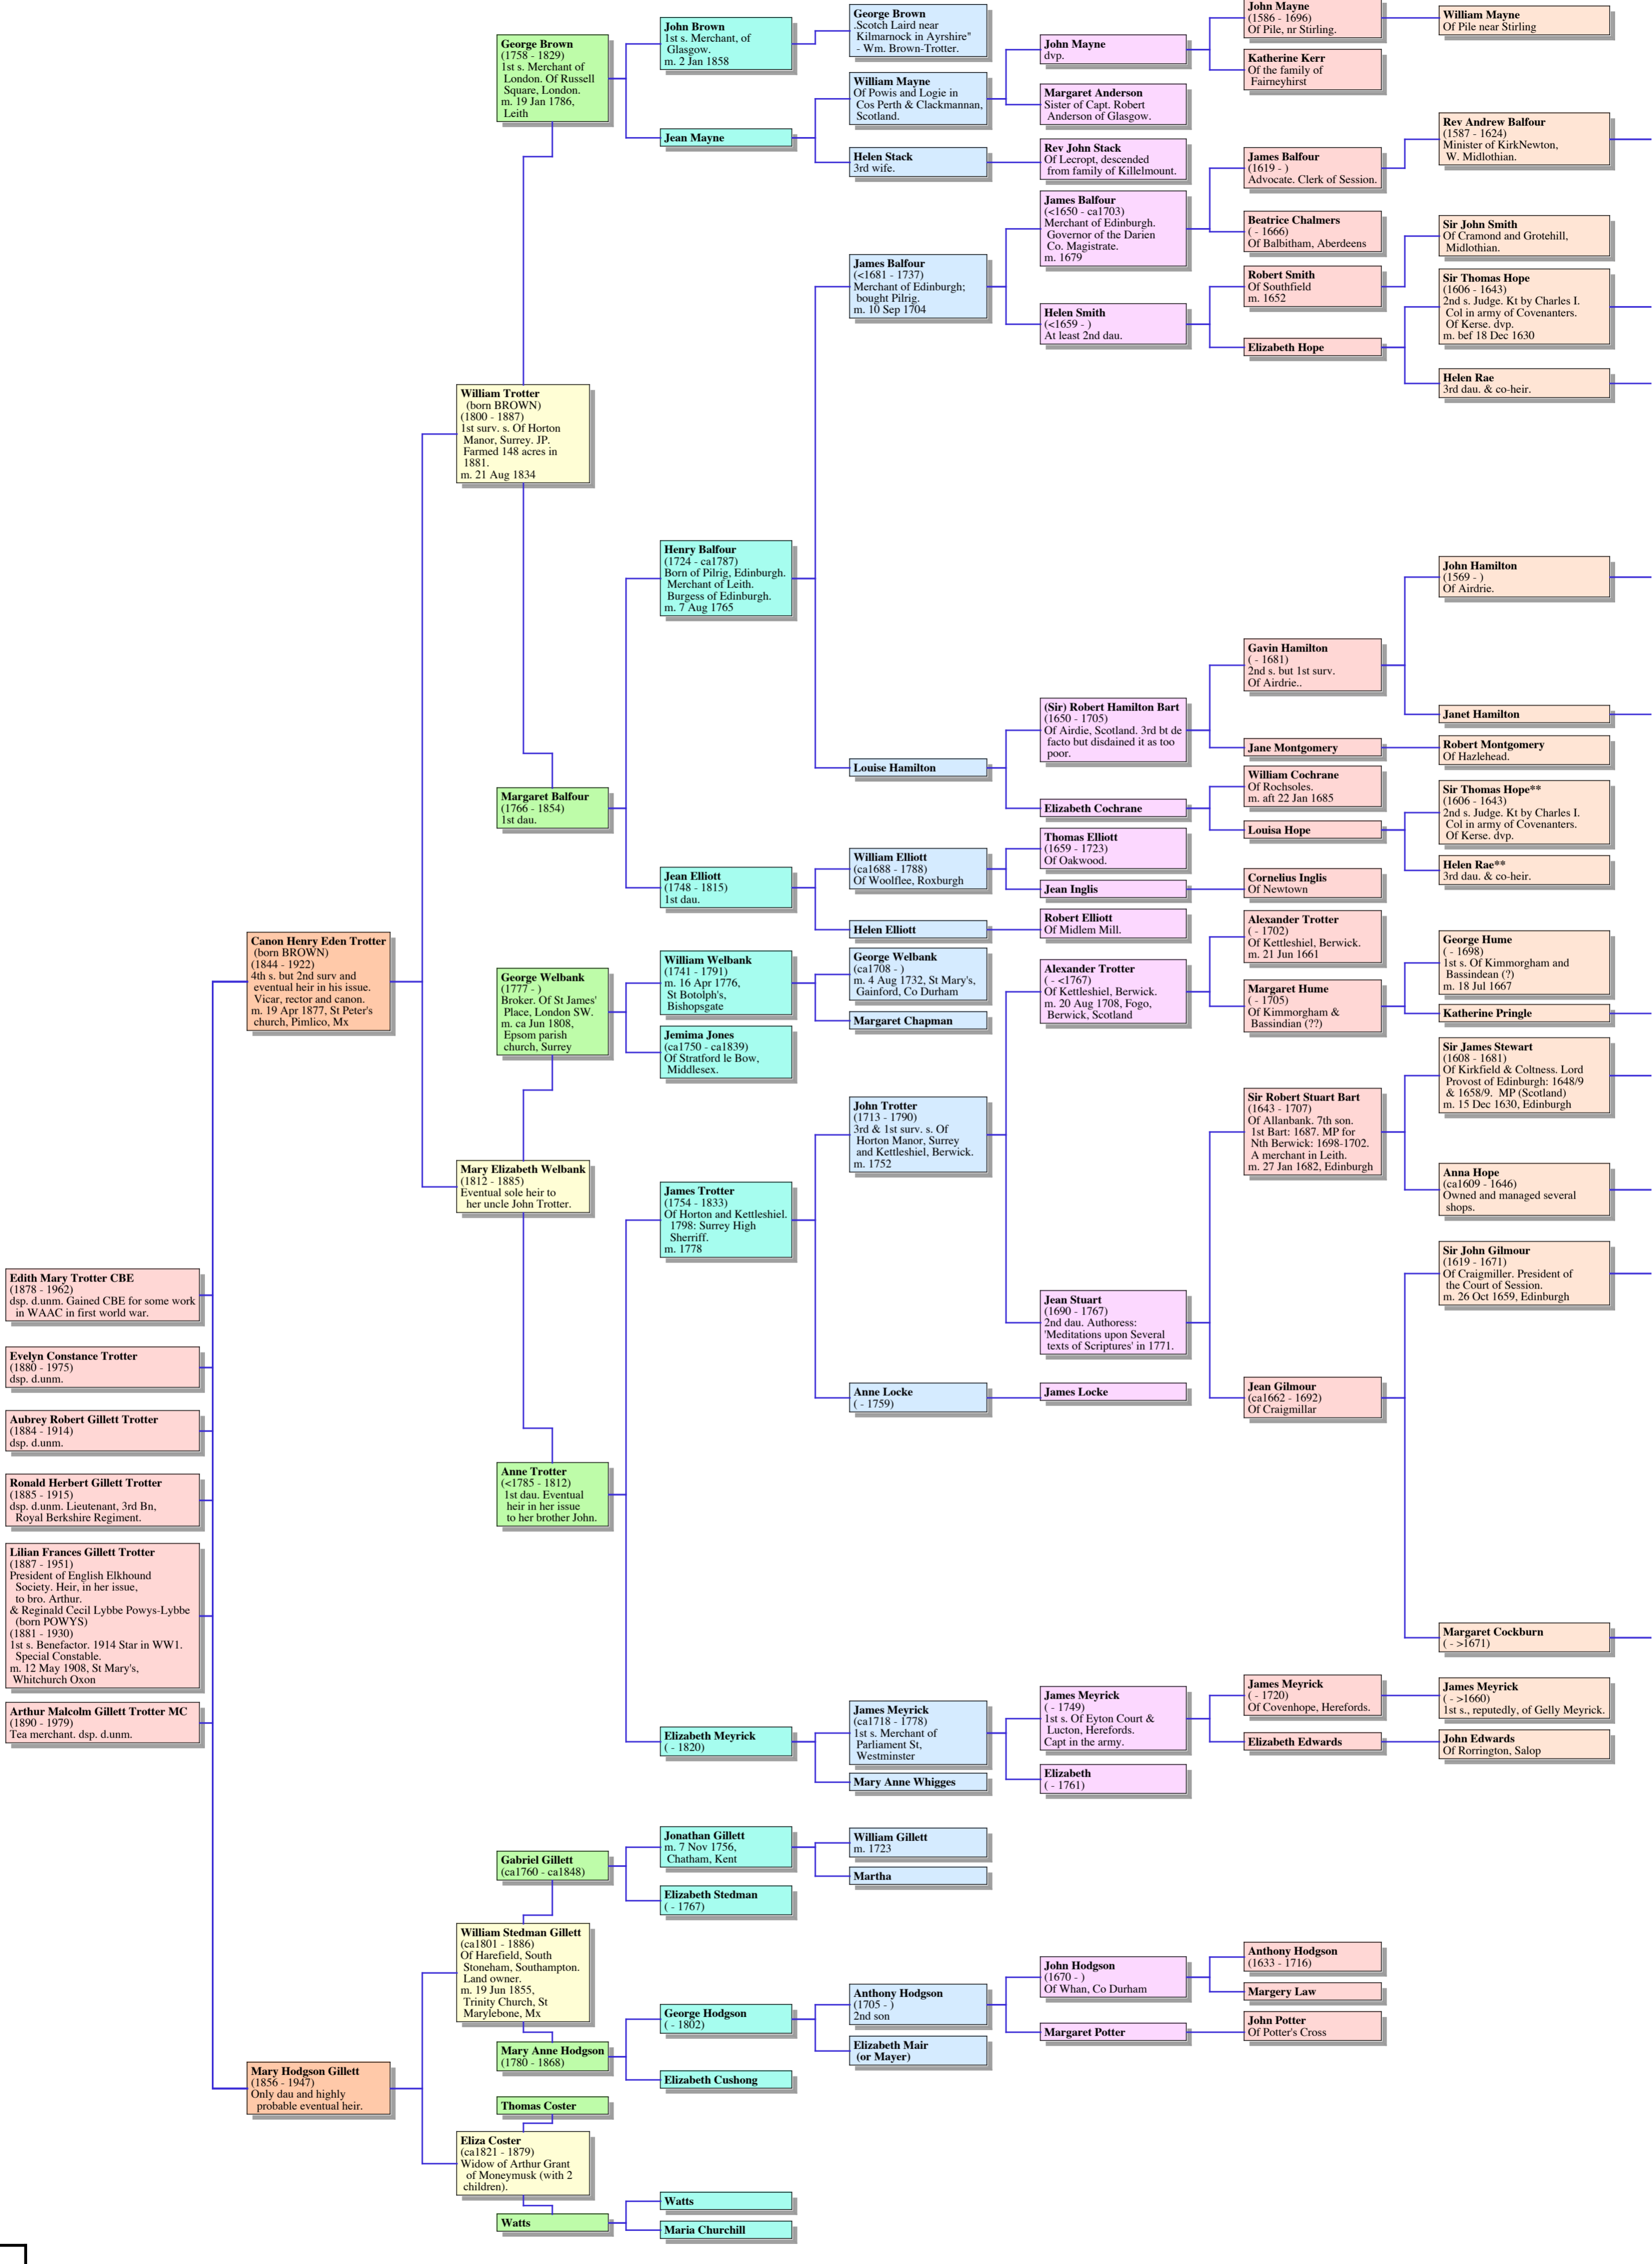 Edith Mary Trotter CBE
(1878 - 1962)
dsp. d.unm. Gained CBE for some work
in WAAC in first world war.
Evelyn Constance Trotter
(1880 - 1975)
dsp. d.unm.
Aubrey Robert Gillett Trotter
(1884 - 1914)
dsp. d.unm.
Ronald Herbert Gillett Trotter
(1885 - 1915)
dsp. d.unm. Lieutenant, 3rd Bn,
Royal Berkshire Regiment.
Lilian Frances Gillett Trotter
(1887 - 1951)
President of English Elkhound
Society. Heir, in her issue,
to bro. Arthur.
& Reginald Cecil Lybbe Powys-Lybbe
(born POWYS)
(1881 - 1930)
1st s. Benefactor. 1914 Star in WW1.
Special Constable.
m. 12 May 1908, St Mary's,
Whitchurch Oxon
Arthur Malcolm Gillett Trotter MC
(1890 - 1979)
Tea merchant. dsp. d.unm.
Canon Henry Eden Trotter
(born BROWN)
(1844 - 1922)
4th s. but 2nd surv and
eventual heir in his issue.
Vicar, rector and canon.
m. 19 Apr 1877, St Peter's
church, Pimlico, Mx
Mary Hodgson Gillett
(1856 - 1947)
Only dau and highly
probable eventual heir.
William Trotter
(born BROWN)
(1800 - 1887)
1st surv. s. Of Horton
Manor, Surrey. JP.
Farmed 148 acres in
1881.
m. 21 Aug 1834
Mary Elizabeth Welbank
(1812 - 1885)
Eventual sole heir to
her uncle John Trotter.
William Stedman Gillett
(ca1801 - 1886)
Of Harefield, South
Stoneham, Southampton.
Land owner.
m. 19 Jun 1855,
Trinity Church, St
Marylebone, Mx
Eliza Coster
(ca1821 - 1879)
Widow of Arthur Grant
of Moneymusk (with 2
children).
George Brown
(1758 - 1829)
1st s. Merchant of
London. Of Russell
Square, London.
m. 19 Jan 1786,
Leith
Margaret Balfour
(1766 - 1854)
1st dau.
George Welbank
(1777 - )
Broker. Of St James'
Place, London SW.
m. ca Jun 1808,
Epsom parish
church, Surrey
Anne Trotter
(<1785 - 1812)
1st dau. Eventual
heir in her issue
to her brother John.
Gabriel Gillett
(ca1760 - ca1848)
Mary Anne Hodgson
(1780 - 1868)
Thomas Coster
Watts
John Brown
1st s. Merchant, of
Glasgow.
m. 2 Jan 1858
Jean Mayne
Henry Balfour
(1724 - ca1787)
Born of Pilrig, Edinburgh.
Merchant of Leith.
Burgess of Edinburgh.
m. 7 Aug 1765
Jean Elliott
(1748 - 1815)
1st dau.
William Welbank
(1741 - 1791)
m. 16 Apr 1776,
St Botolph's,
Bishopsgate
Jemima Jones
(ca1750 - ca1839)
Of Stratford le Bow,
Middlesex.
James Trotter
(1754 - 1833)
Of Horton and Kettleshiel.
1798: Surrey High
Sherriff.
m. 1778
Elizabeth Meyrick
( - 1820)
Jonathan Gillett
m. 7 Nov 1756,
Chatham, Kent
Elizabeth Stedman
( - 1767)
George Hodgson
( - 1802)
Elizabeth Cushong
Watts
Maria Churchill
George Brown
.Scotch Laird near
Kilmarnock in Ayrshire"
- Wm. Brown-Trotter.
William Mayne
Of Powis and Logie in
Cos Perth & Clackmannan,
Scotland.
Helen Stack
3rd wife.
James Balfour
(<1681 - 1737)
Merchant of Edinburgh;
bought Pilrig.
m. 10 Sep 1704
Louise Hamilton
William Elliott
(ca1688 - 1788)
Of Woolflee, Roxburgh
Helen Elliott
George Welbank
(ca1708 - )
m. 4 Aug 1732, St Mary's,
Gainford, Co Durham
Margaret Chapman
John Trotter
(1713 - 1790)
3rd & 1st surv. s. Of
Horton Manor, Surrey
and Kettleshiel, Berwick.
m. 1752
Anne Locke
( - 1759)
James Meyrick
(ca1718 - 1778)
1st s. Merchant of
Parliament St,
Westminster
Mary Anne Whigges
William Gillett
m. 1723
Martha
Anthony Hodgson
(1705 - )
2nd son
Elizabeth Mair
(or Mayer)
John Mayne
dvp.
Margaret Anderson
Sister of Capt. Robert
Anderson of Glasgow.
Rev John Stack
Of Lecropt, descended
from family of Killelmount.
James Balfour
(<1650 - ca1703)
Merchant of Edinburgh.
Governor of the Darien
Co. Magistrate.
m. 1679
Helen Smith
(<1659 - )
At least 2nd dau.
(Sir) Robert Hamilton Bart
(1650 - 1705)
Of Airdie, Scotland. 3rd bt de
facto but disdained it as too
poor.
Elizabeth Cochrane
Thomas Elliott
(1659 - 1723)
Of Oakwood.
Jean Inglis
Robert Elliott
Of Midlem Mill.
Alexander Trotter
( - <1767)
Of Kettleshiel, Berwick.
m. 20 Aug 1708, Fogo,
Berwick, Scotland
Jean Stuart
(1690 - 1767)
2nd dau. Authoress:
'Meditations upon Several
texts of Scriptures' in 1771.
James Locke
James Meyrick
( - 1749)
1st s. Of Eyton Court &
Lucton, Herefords.
Capt in the army.
Elizabeth
( - 1761)
John Hodgson
(1670 - )
Of Whan, Co Durham
Margaret Potter
John Mayne
(1586 - 1696)
Of Pile, nr Stirling.
Katherine Kerr
Of the family of
Fairneyhirst
James Balfour
(1619 - )
Advocate. Clerk of Session.
Beatrice Chalmers
( - 1666)
Of Balbitham, Aberdeens
Robert Smith
Of Southfield
m. 1652
Elizabeth Hope
Gavin Hamilton
( - 1681)
2nd s. but 1st surv.
Of Airdrie..
Jane Montgomery
William Cochrane
Of Rochsoles.
m. aft 22 Jan 1685
Louisa Hope
Cornelius Inglis
Of Newtown
Alexander Trotter
( - 1702)
Of Kettleshiel, Berwick.
m. 21 Jun 1661
Margaret Hume
( - 1705)
Of Kimmorgham &
Bassindian (??)
Sir Robert Stuart Bart
(1643 - 1707)
Of Allanbank. 7th son.
1st Bart: 1687. MP for
Nth Berwick: 1698-1702.
A merchant in Leith.
m. 27 Jan 1682, Edinburgh
Jean Gilmour
(ca1662 - 1692)
Of Craigmillar
James Meyrick
( - 1720)
Of Covenhope, Herefords.
Elizabeth Edwards
Anthony Hodgson
(1633 - 1716)
Margery Law
John Potter
Of Potter's Cross
William Mayne
Of Pile near Stirling
Rev Andrew Balfour
(1587 - 1624)
Minister of KirkNewton,
W. Midlothian.
Sir John Smith
Of Cramond and Grotehill,
Midlothian.
Sir Thomas Hope
(1606 - 1643)
2nd s. Judge. Kt by Charles I.
Col in army of Covenanters.
Of Kerse. dvp.
m. bef 18 Dec 1630
Helen Rae
3rd dau. & co-heir.
John Hamilton
(1569 - )
Of Airdrie.
Janet Hamilton
Robert Montgomery
Of Hazlehead.
Sir Thomas Hope**
(1606 - 1643)
2nd s. Judge. Kt by Charles I.
Col in army of Covenanters.
Of Kerse. dvp.
Helen Rae**
3rd dau. & co-heir.
George Hume
( - 1698)
1st s. Of Kimmorgham and
Bassindean (?)
m. 18 Jul 1667
Katherine Pringle
Sir James Stewart
(1608 - 1681)
Of Kirkfield & Coltness. Lord
Provost of Edinburgh: 1648/9
& 1658/9. MP (Scotland)
m. 15 Dec 1630, Edinburgh
Anna Hope
(ca1609 - 1646)
Owned and managed several
shops.
Sir John Gilmour
(1619 - 1671)
Of Craigmiller. President of
the Court of Session.
m. 26 Oct 1659, Edinburgh
Margaret Cockburn
( - >1671)
James Meyrick
( - >1660)
1st s., reputedly, of Gelly Meyrick.
John Edwards
Of Rorrington, Salop